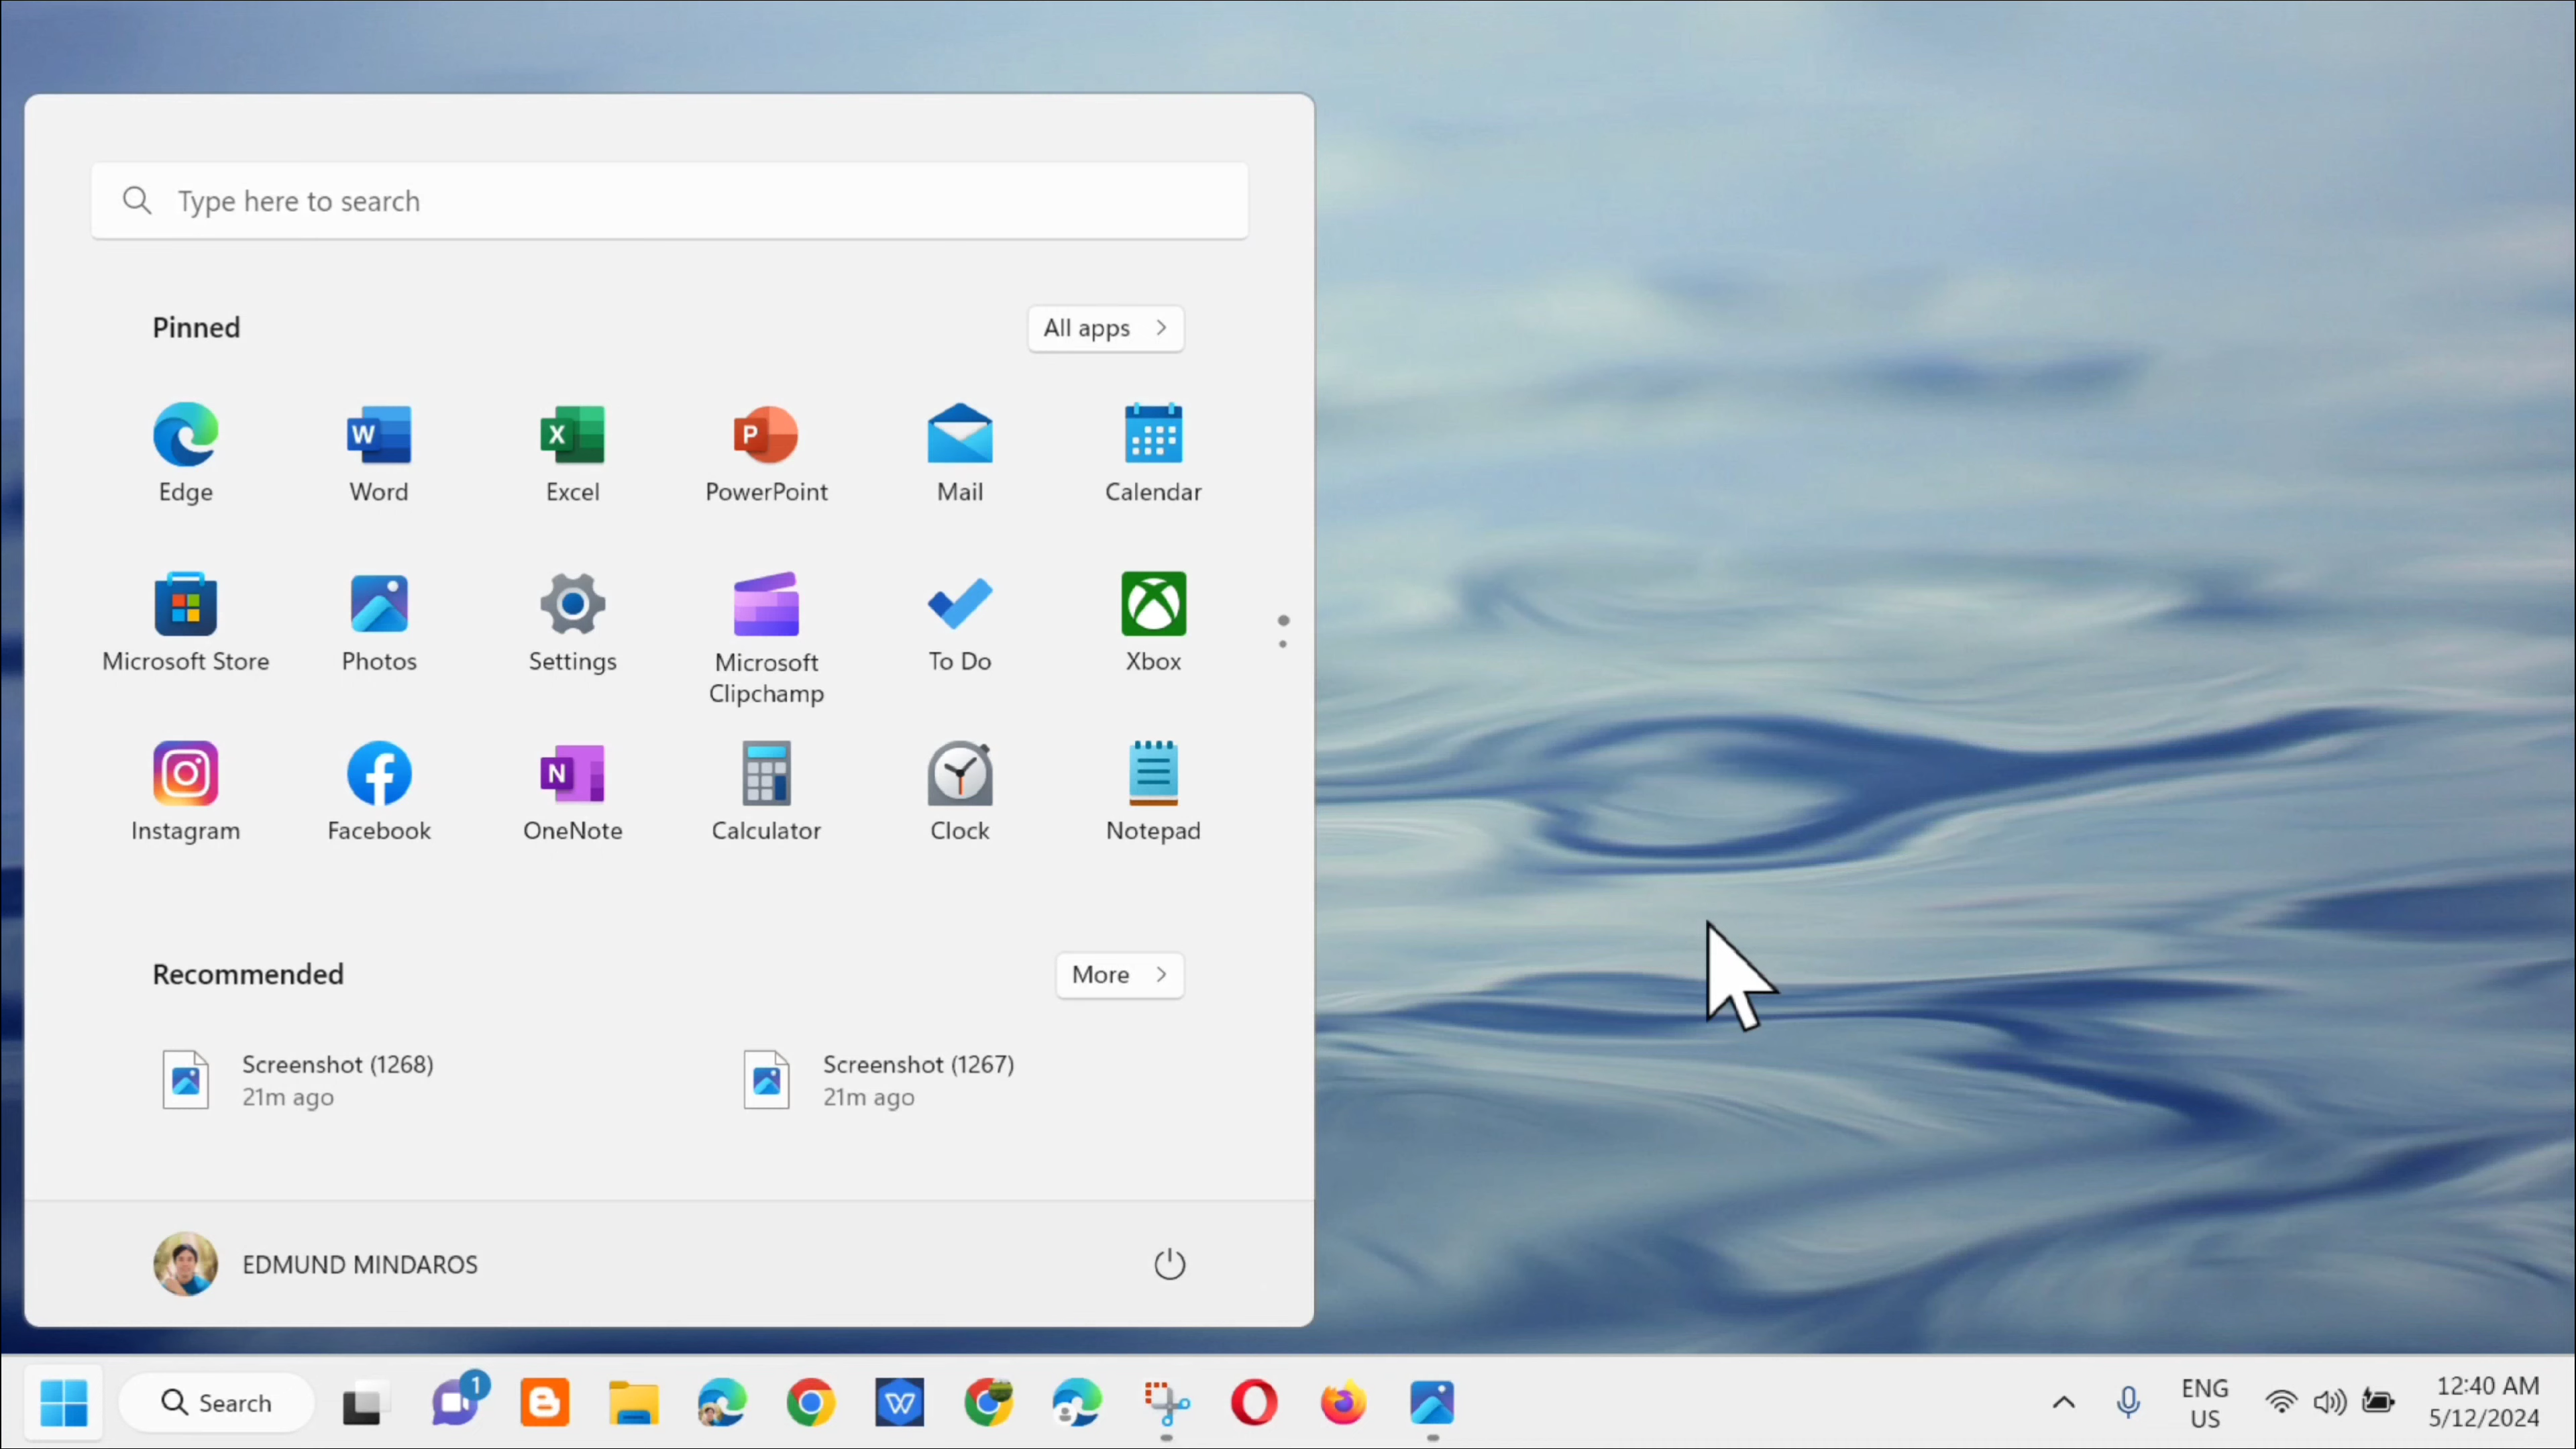 Type here to search
Pinned
All apps
Edge
Word
Excel
PowerPoint
Mail
Calendar
Microsoft Store
Photos
Settings
Microsoft
Clipchamp
To Do
Xbox
Instagram
Facebook
OneNote
Calculator
Clock
Notepad
Recommended
More
Screenshot (1268)
21m ago
Screenshot (1267)
21m ago
EDMUND MINDAROS
Search
1
ENG
US
12:40 AM
5/12/2024